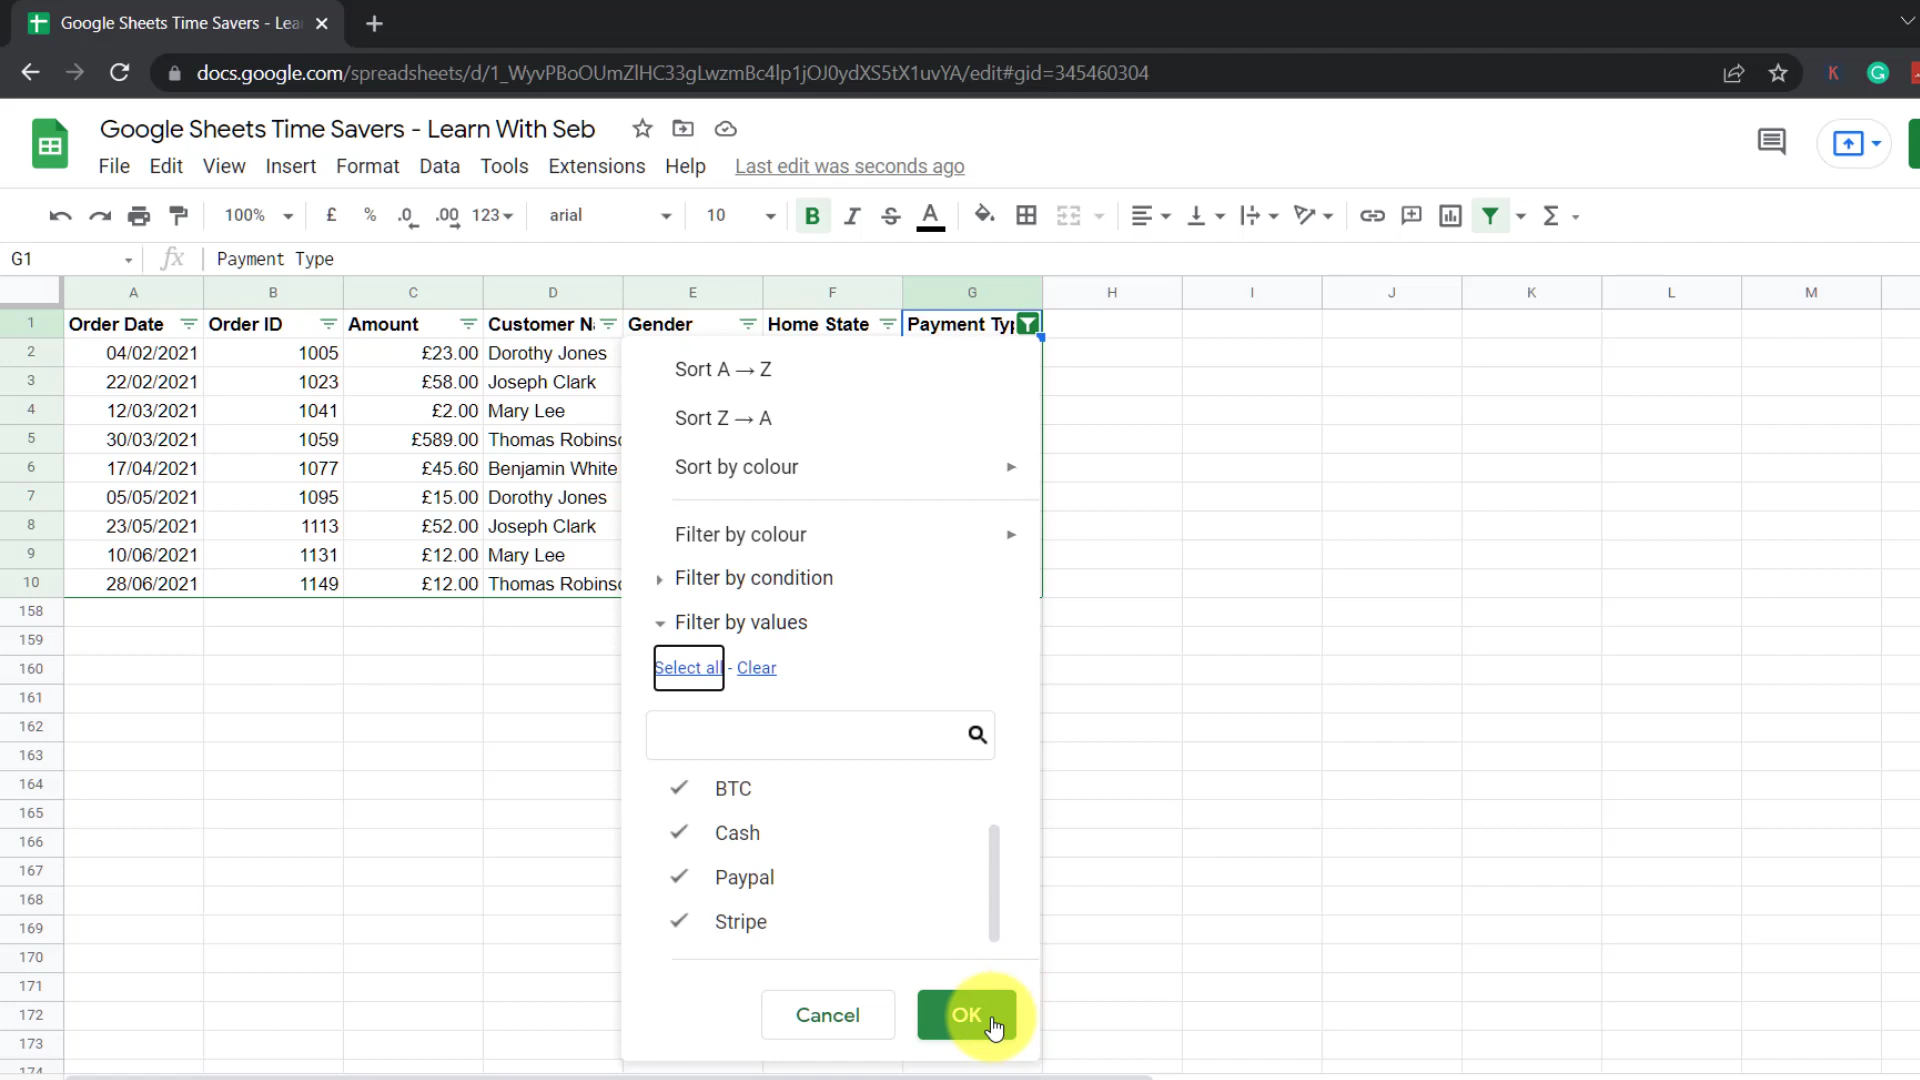 Google Sheets Time Savers - Lea
docs.google.com/spreadsheets/d/1_WyvPBoOUmZlHC33gLwzmBc4lp1jOJ0ydXS5tX1uvYA/edit#gid=345460304
K
G
Google Sheets Time Savers - Learn With Seb
File Edit View Insert Format Data Tools Extensions Help Last edit was seconds ago
100% £ % .0 .00 123 arial 10 B I S A Σ
G1 fx Payment Type
A B C D E F G H I J K L M
1 Order Date Order ID Amount Customer Na Gender Home State Payment Typ
2 04/02/2021 1005 £23.00 Dorothy Jones
3 22/02/2021 1023 £58.00 Joseph Clark
4 12/03/2021 1041 £2.00 Mary Lee
5 30/03/2021 1059 £589.00 Thomas Robinso
6 17/04/2021 1077 £45.60 Benjamin White
7 05/05/2021 1095 £15.00 Dorothy Jones
8 23/05/2021 1113 £52.00 Joseph Clark
9 10/06/2021 1131 £12.00 Mary Lee
10 28/06/2021 1149 £12.00 Thomas Robinso
158
159
160
161
162
163
164
165
166
167
168
169
170
171
172
173
174
Sort A → Z
Sort Z → A
Sort by colour
Filter by colour
Filter by condition
Filter by values
Select all - Clear
BTC
Cash
Paypal
Stripe
Cancel OK